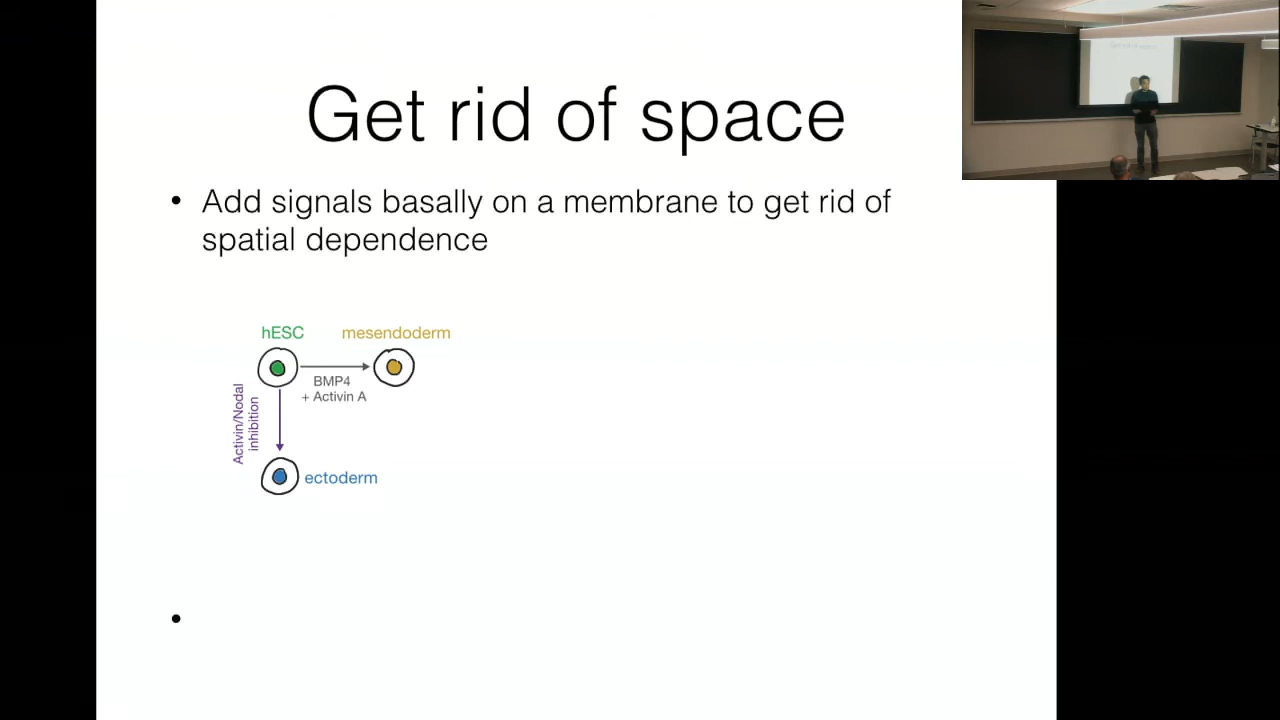 Get rid of space
• Add signals basally on a membrane to get rid of
spatial dependence
hESC
mesendoderm
BMP4
+ Activin A
Activin/Nodal
inhibition
ectoderm
•